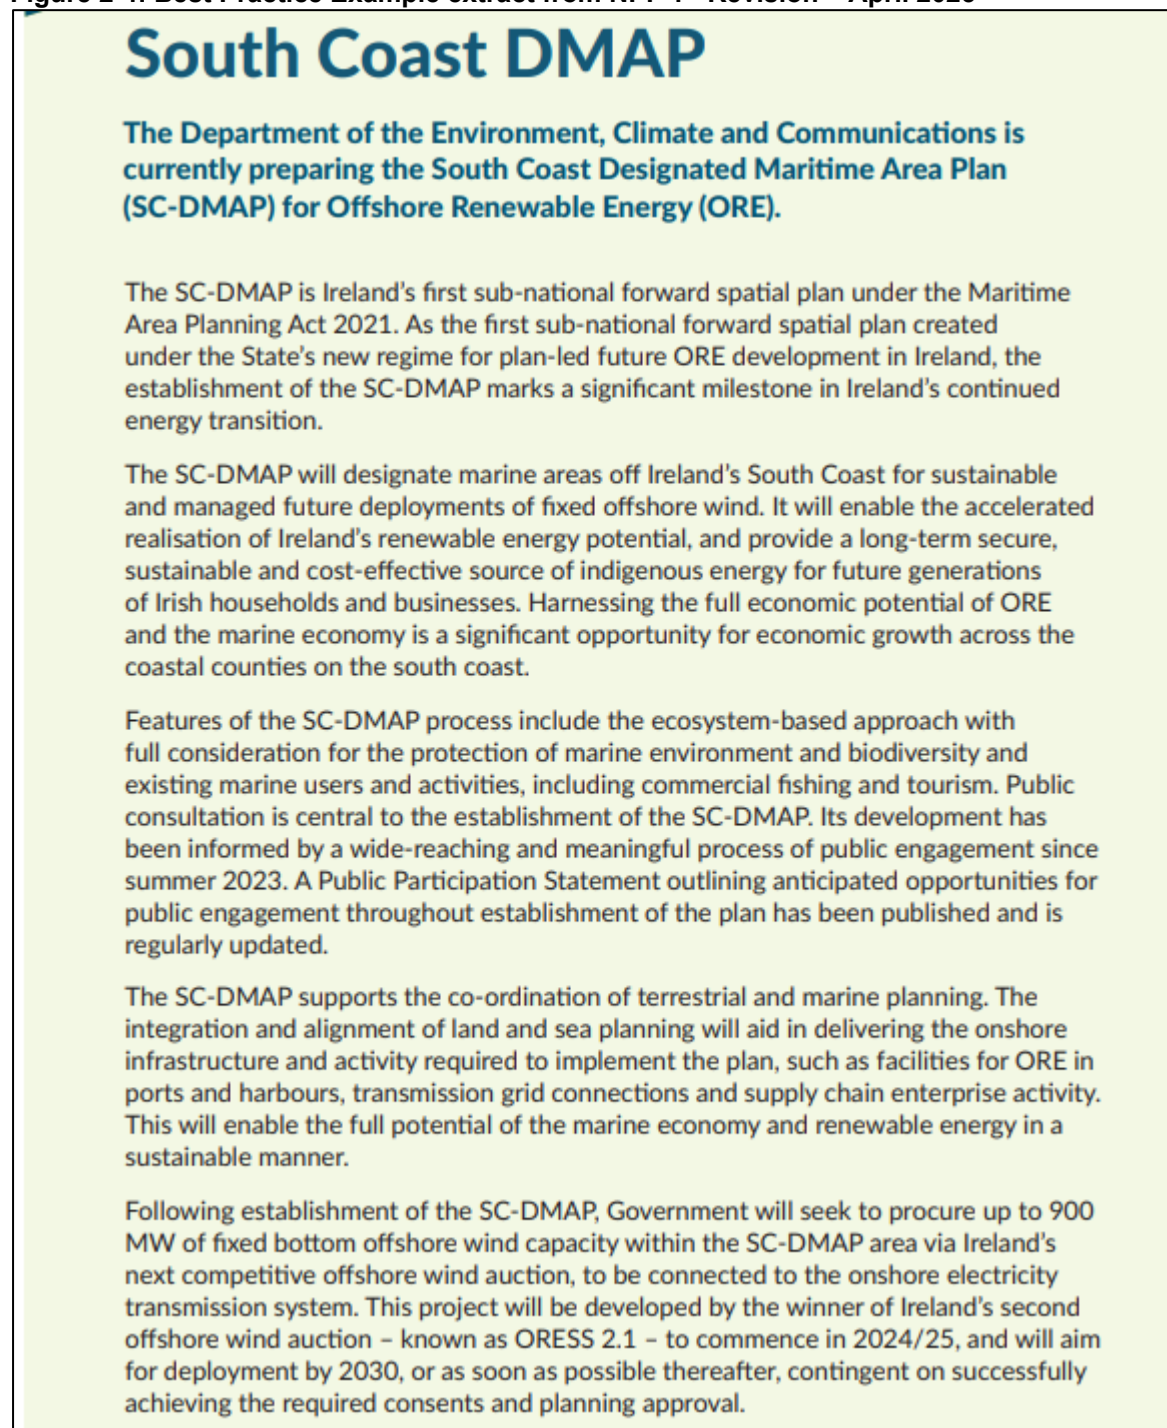 South Coast DMAP
The Department of the Environment, Climate and Communications is
currently preparing the South Coast Designated Maritime Area Plan
(SC-DMAP) for Offshore Renewable Energy (ORE).
The SC-DMAP is Ireland's first sub-national forward spatial plan under the Maritime
Area Planning Act 2021. As the first sub-national forward spatial plan created
under the State's new regime for plan-led future ORE development in Ireland, the
establishment of the SC-DMAP marks a significant milestone in Ireland's continued
energy transition.
The SC-DMAP will designate marine areas off Ireland's South Coast for sustainable
and managed future deployments of fixed offshore wind. It will enable the accelerated
realisation of Ireland's renewable energy potential, and provide a long-term secure,
sustainable and cost-effective source of indigenous energy for future generations
of Irish households and businesses. Harnessing the full economic potential of ORE
and the marine economy is a significant opportunity for economic growth across the
coastal counties on the south coast.
Features of the SC-DMAP process include the ecosystem-based approach with
full consideration for the protection of marine environment and biodiversity and
existing marine users and activities, including commercial fishing and tourism. Public
consultation is central to the establishment of the SC-DMAP. Its development has
been informed by a wide-reaching and meaningful process of public engagement since
summer 2023. A Public Participation Statement outlining anticipated opportunities for
public engagement throughout establishment of the plan has been published and is
regularly updated.
The SC-DMAP supports the co-ordination of terrestrial and marine planning. The
integration and alignment of land and sea planning will aid in delivering the onshore
infrastructure and activity required to implement the plan, such as facilities for ORE in
ports and harbours, transmission grid connections and supply chain enterprise activity.
This will enable the full potential of the marine economy and renewable energy in a
sustainable manner.
Following establishment of the SC-DMAP, Government will seek to procure up to 900
MW of fixed bottom offshore wind capacity within the SC-DMAP area via Ireland's
next competitive offshore wind auction, to be connected to the onshore electricity
transmission system. This project will be developed by the winner of Ireland's second
offshore wind auction – known as ORESS 2.1 – to commence in 2024/25, and will aim
for deployment by 2030, or as soon as possible thereafter, contingent on successfully
achieving the required consents and planning approval.